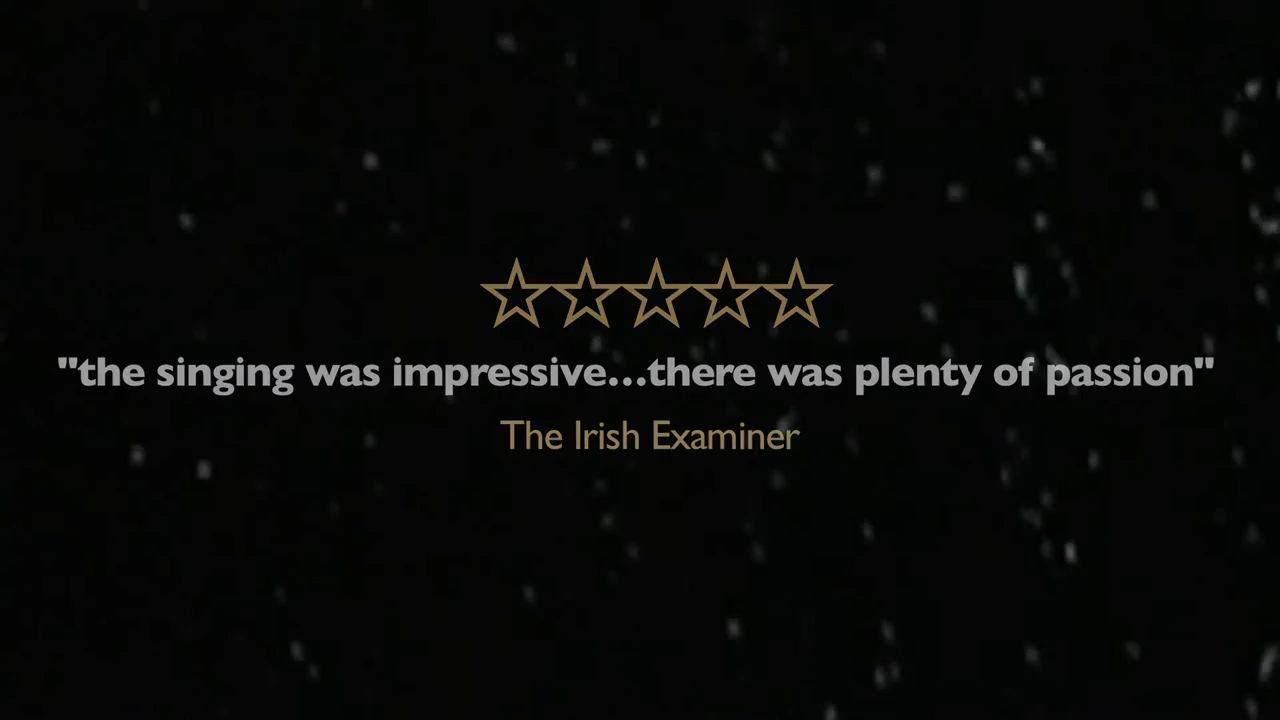 "the singing was impressive...there was plenty of passion"
The Irish Examiner